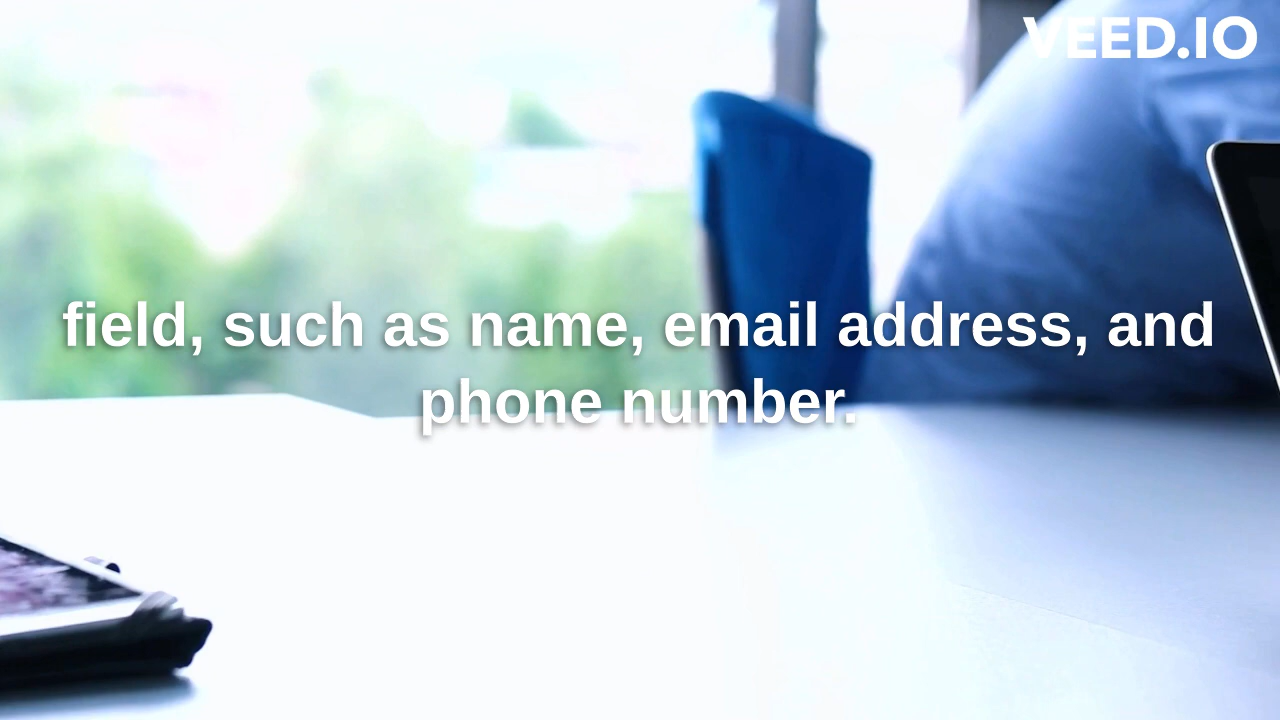 VEED.IO
field, such as name, email address, and
phone number.